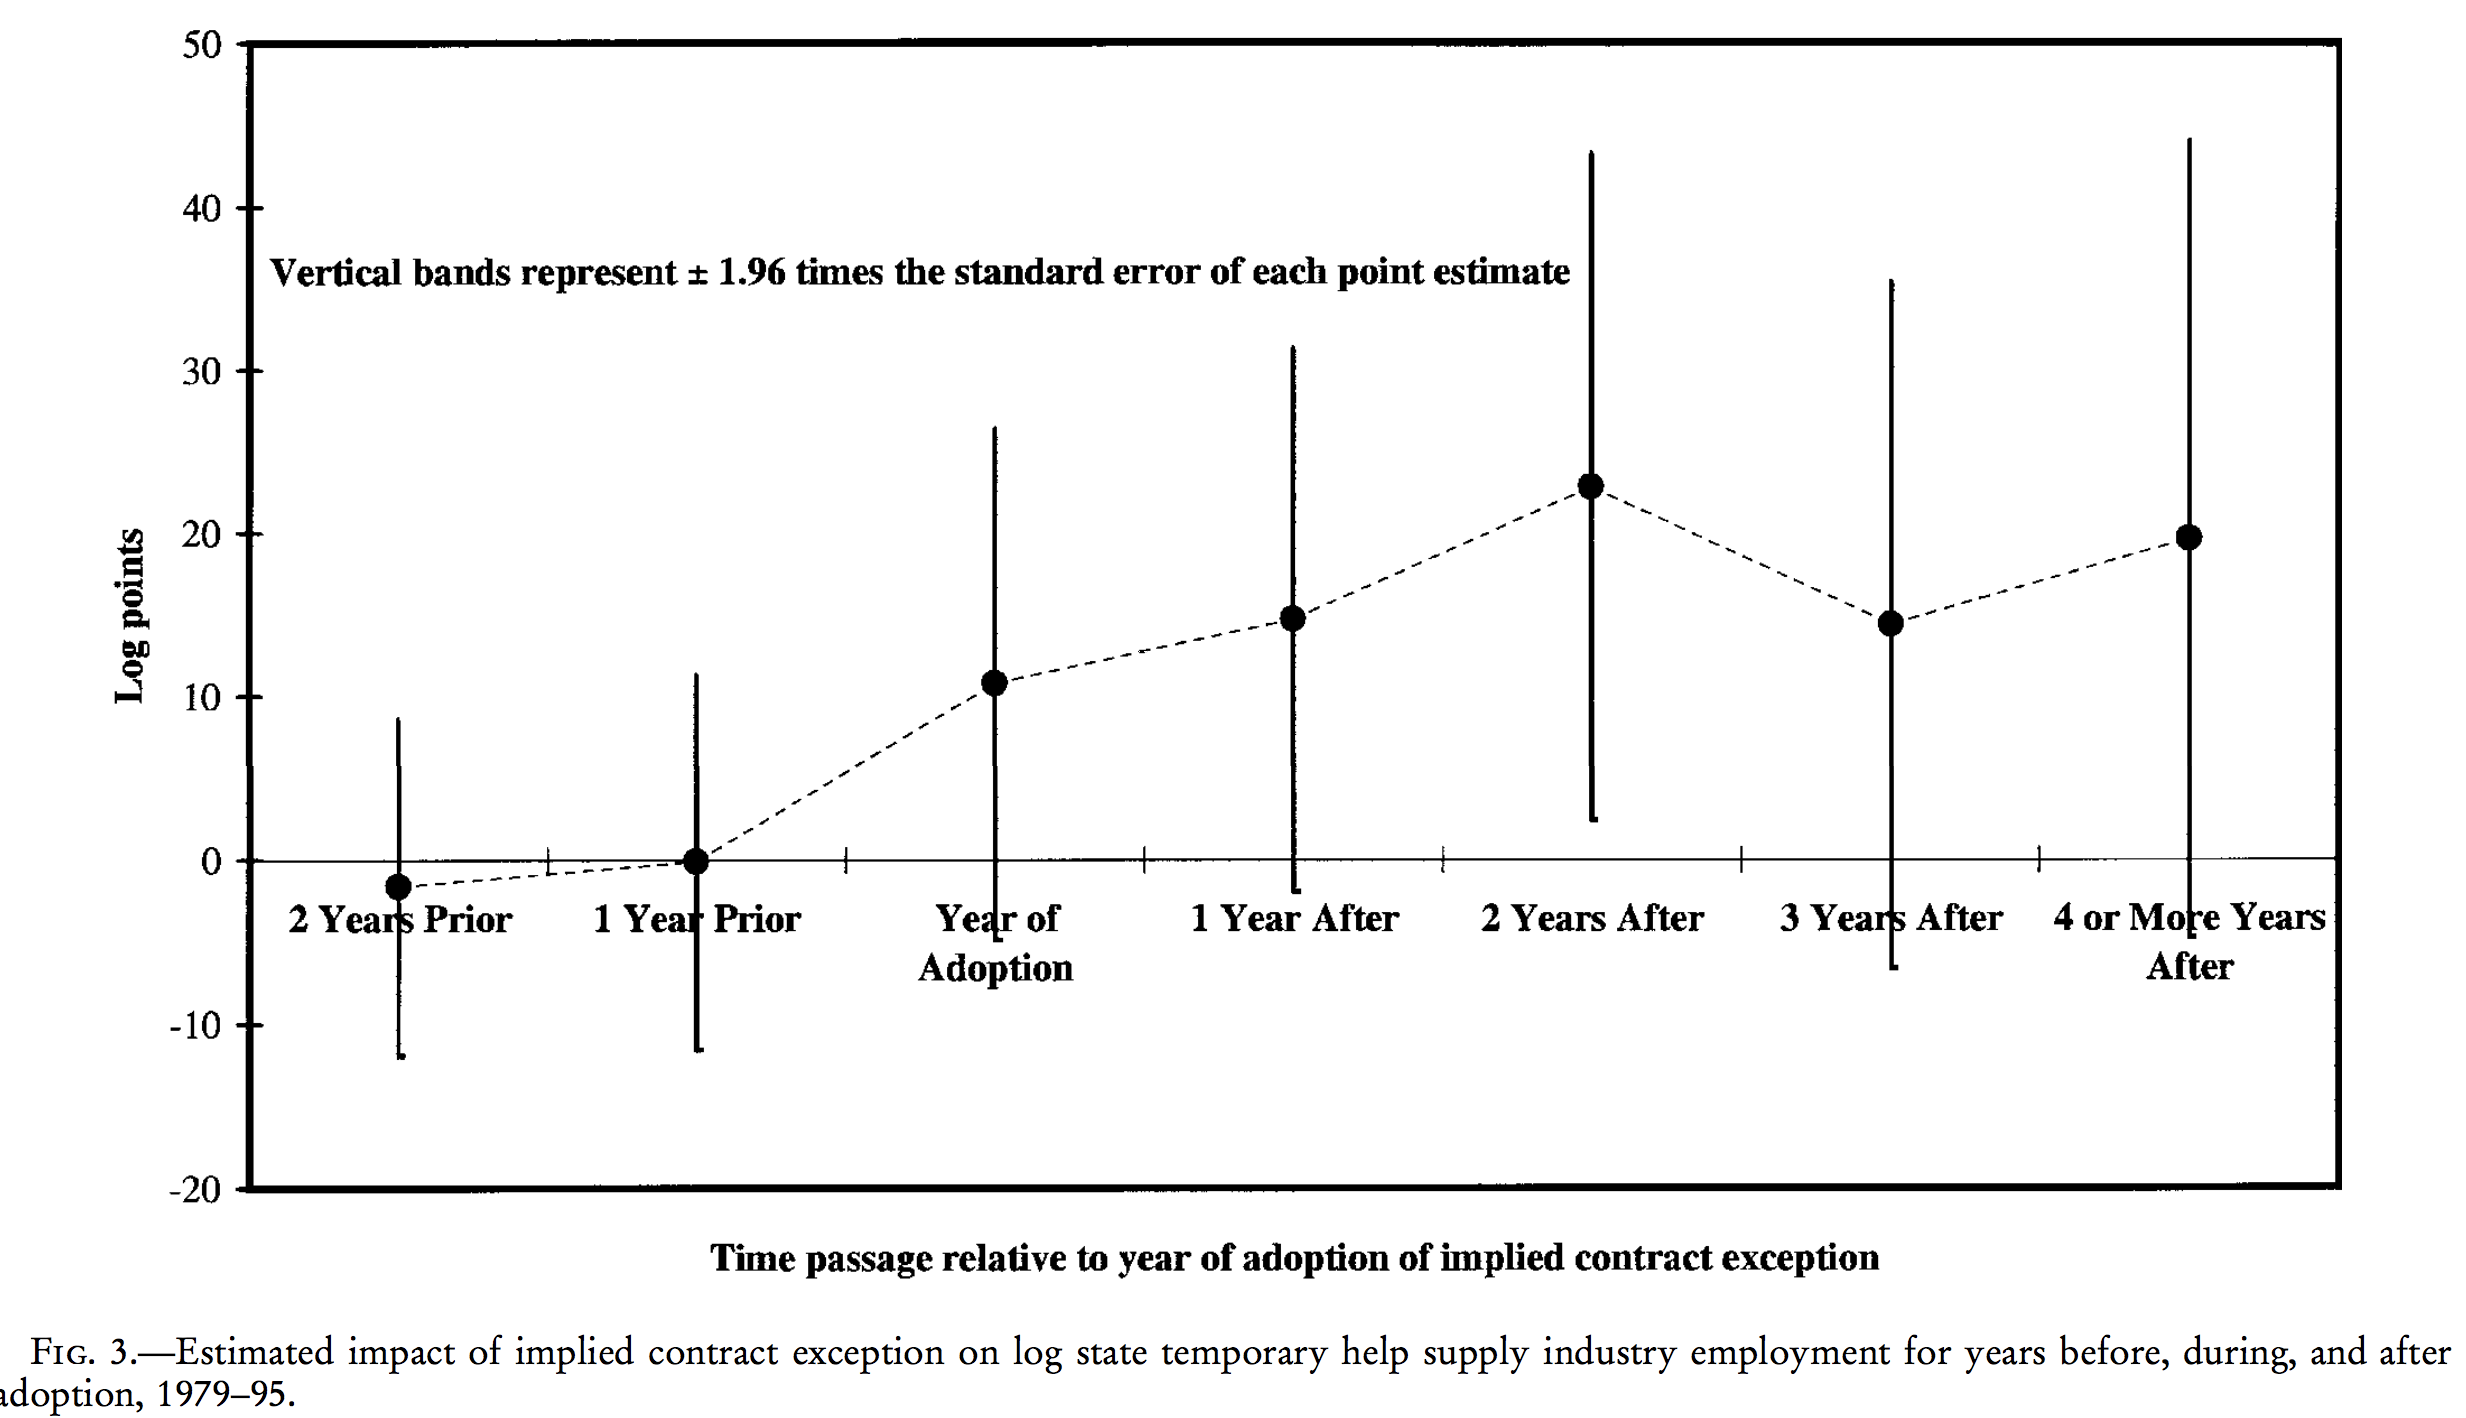 50
40
Vertical bands represent ± 1.96 times the standard error of each point estimate
30
20
Log points
10
0
2 Years Prior 1 Year Prior Year of Adoption 1 Year After 2 Years After 3 Years After 4 or More Years After
-10
-20
Time passage relative to year of adoption of implied contract exception
FIG. 3.—Estimated impact of implied contract exception on log state temporary help supply industry employment for years before, during, and after
adoption, 1979–95.